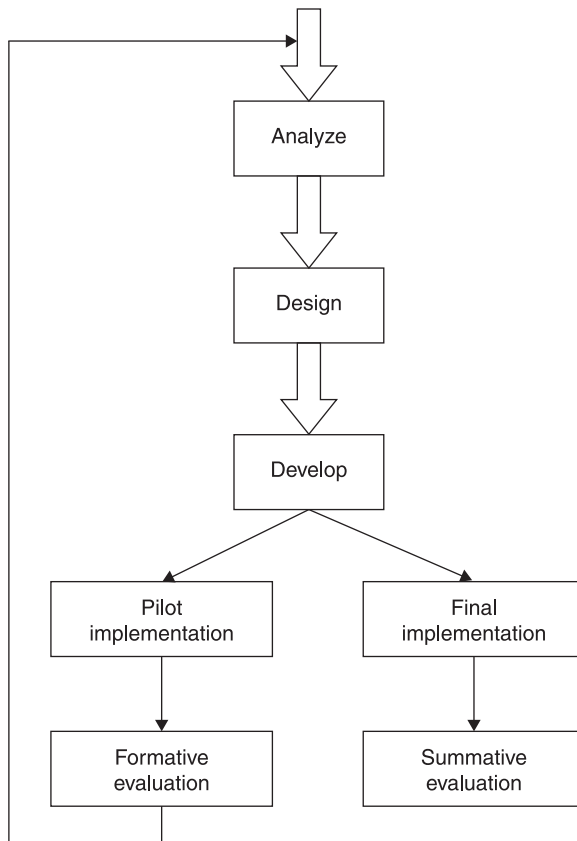 Analyze
Design
Develop
Pilot
implementation
Final
implementation
Formative
evaluation
Summative
evaluation